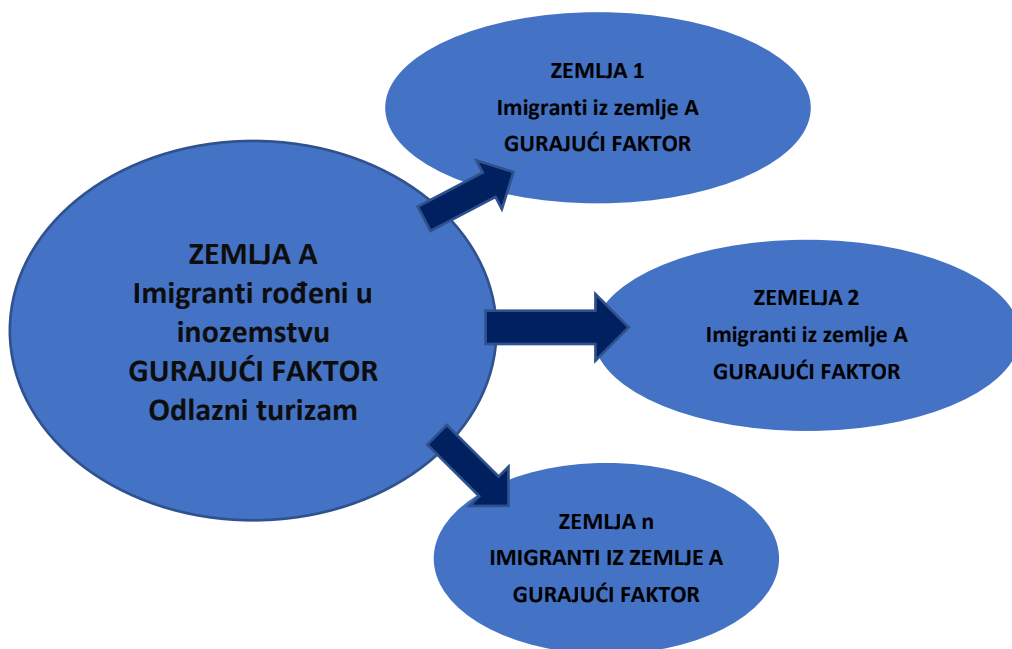 ZEMLJA 1
Imigranti iz zemlje A
GURAJUĆI FAKTOR
ZEMLJA A
Imigranti rođeni u
inozemstvu
GURAJUĆI FAKTOR
Odlazni turizam
ZEMELJA 2
Imigranti iz zemlje A
GURAJUĆI FAKTOR
ZEMLJA n
IMIGRANTI IZ ZEMLJE A
GURAJUĆI FAKTOR